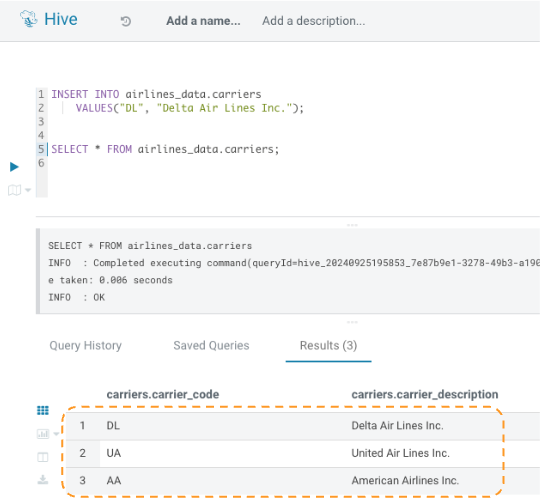 Hive Add a name... Add a description...
1 INSERT INTO airlines_data.carriers
2 VALUES("DL", "Delta Air Lines Inc.");
3
4
5 SELECT * FROM airlines_data.carriers;
6
SELECT * FROM airlines_data.carriers
INFO : Completed executing command(queryId=hive_20240925195853_7e87b9e1-3278-49b3-a190
e taken: 0.006 seconds
INFO : OK
Query History Saved Queries Results (3)
carriers.carrier_code carriers.carrier_description
1 DL Delta Air Lines Inc.
2 UA United Air Lines Inc.
3 AA American Airlines Inc.